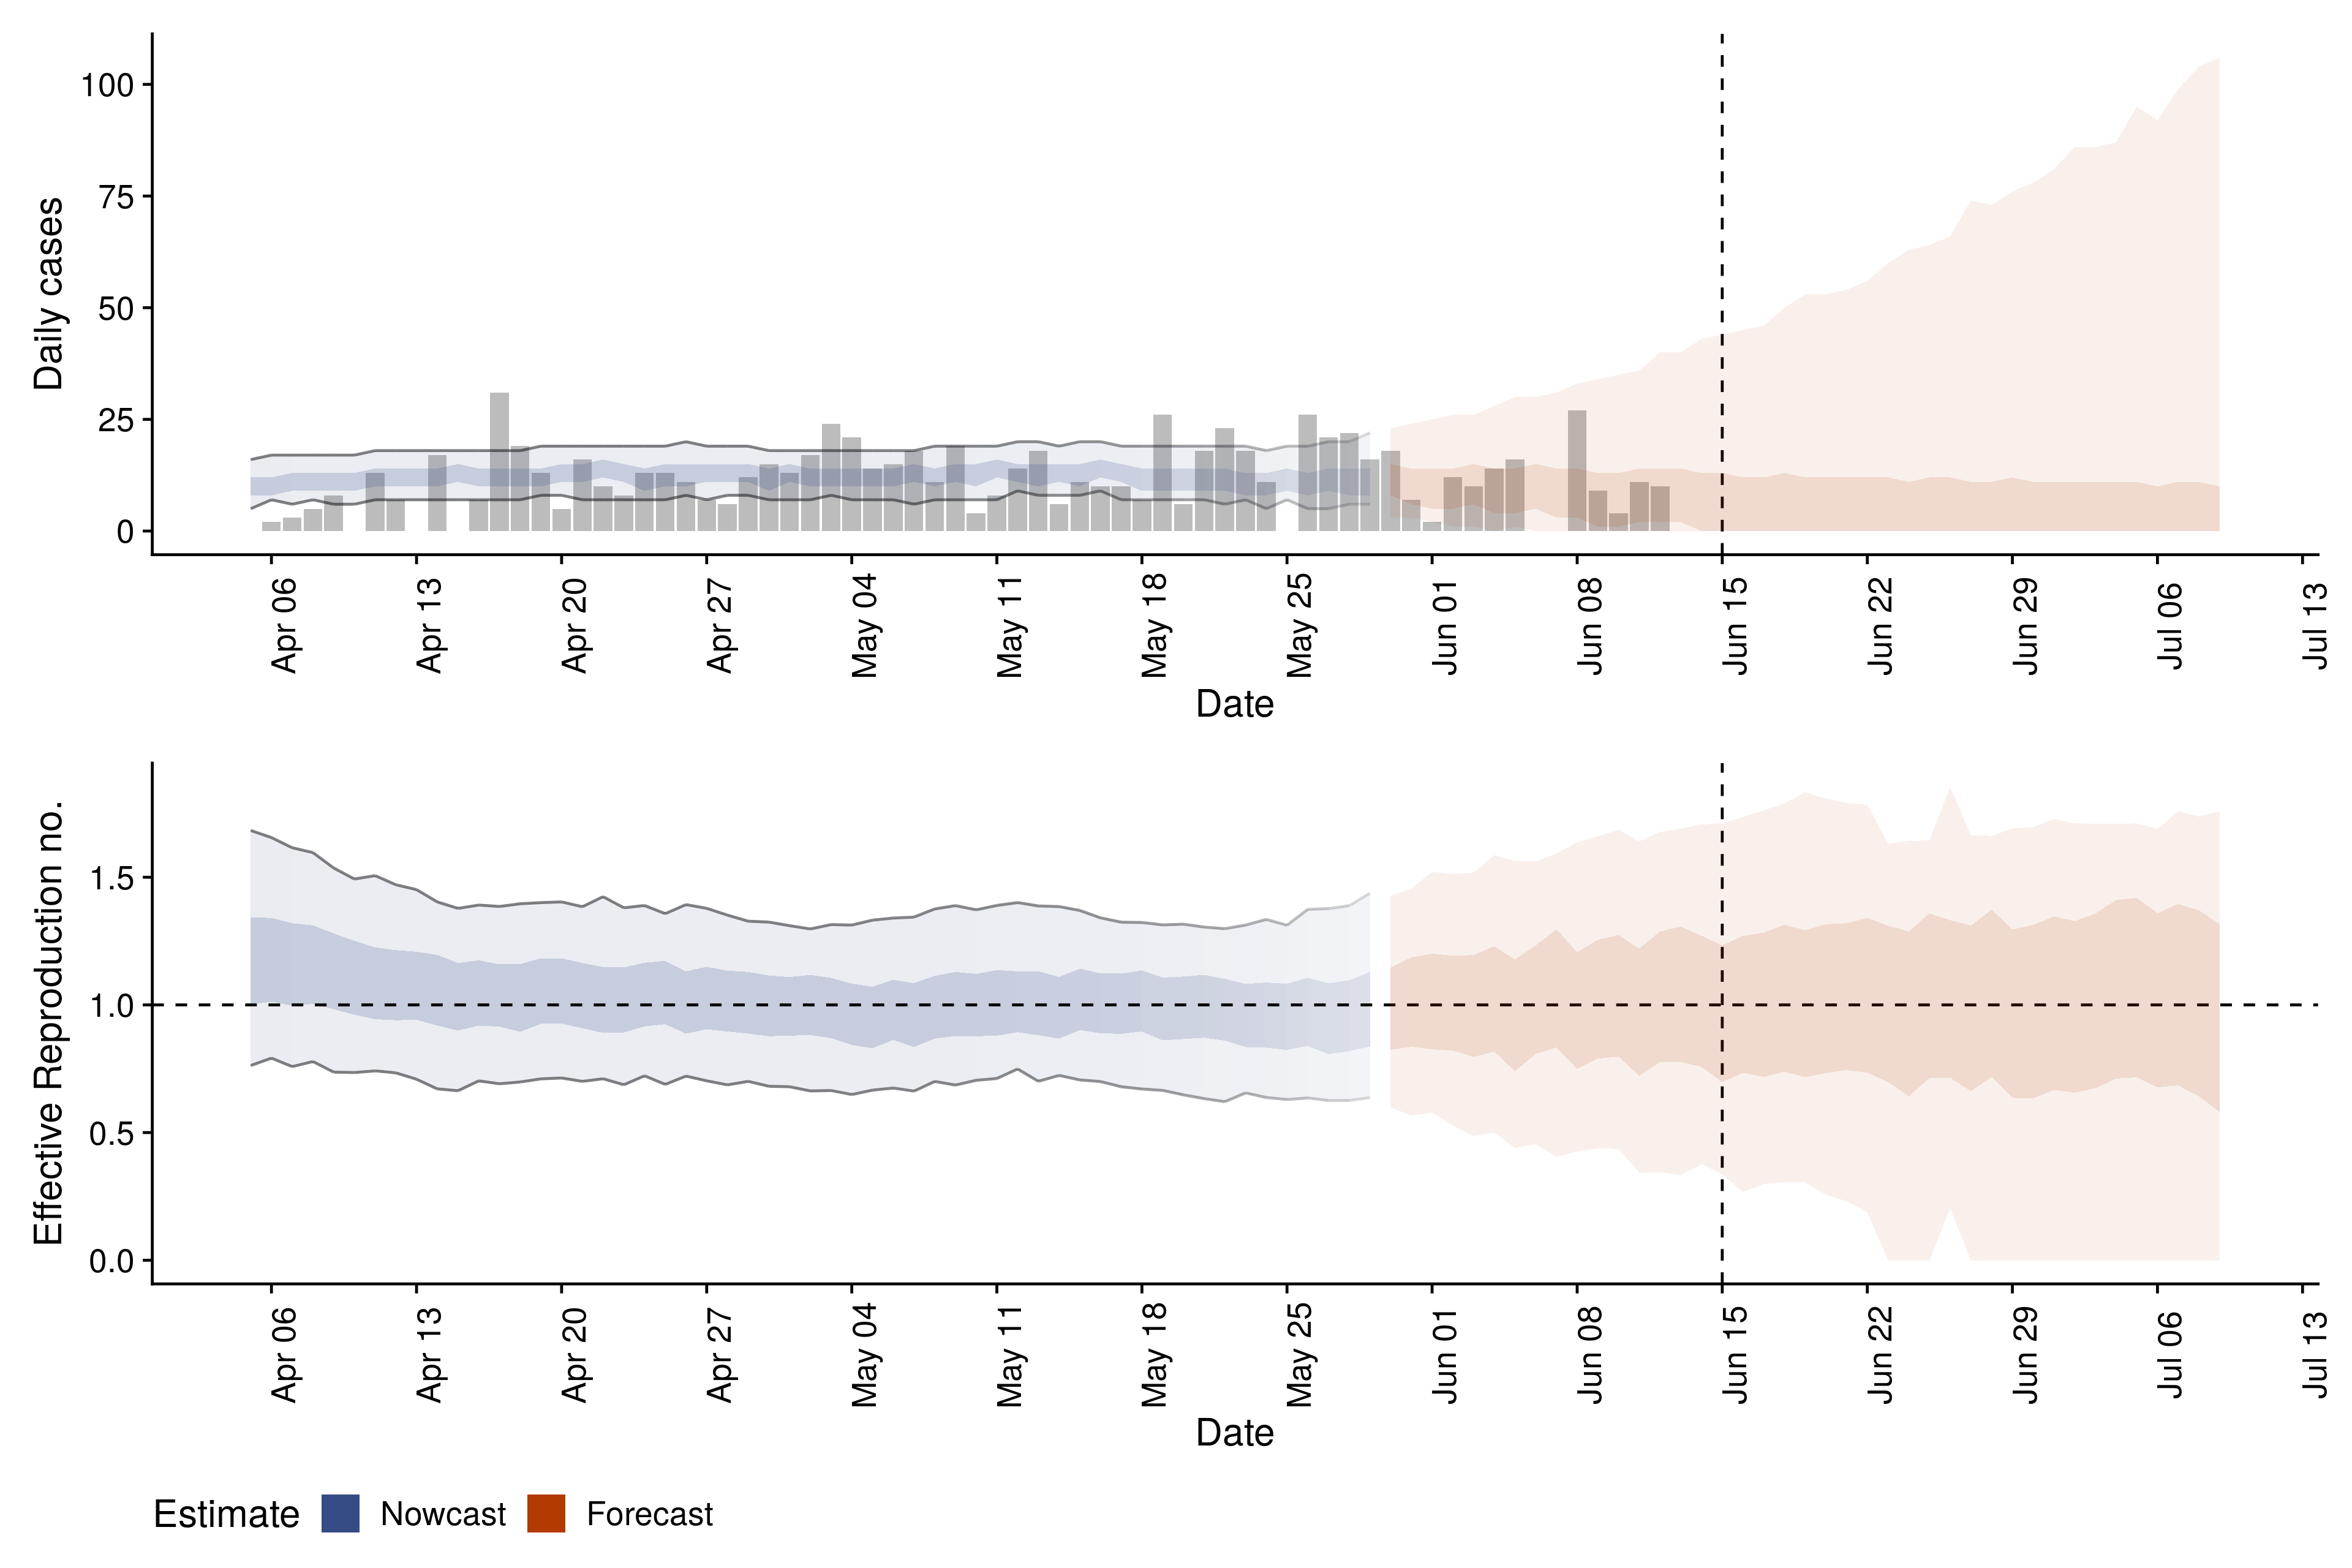 Daily cases
100
75
50
25
0
Apr 06 Apr 13 Apr 20 Apr 27 May 04 May 11 May 18 May 25 Jun 01 Jun 08 Jun 15 Jun 22 Jun 29 Jul 06 Jul 13
Date
Effective Reproduction no.
1.5
1.0
0.5
0.0
Apr 06 Apr 13 Apr 20 Apr 27 May 04 May 11 May 18 May 25 Jun 01 Jun 08 Jun 15 Jun 22 Jun 29 Jul 06 Jul 13
Date
Estimate Nowcast Forecast